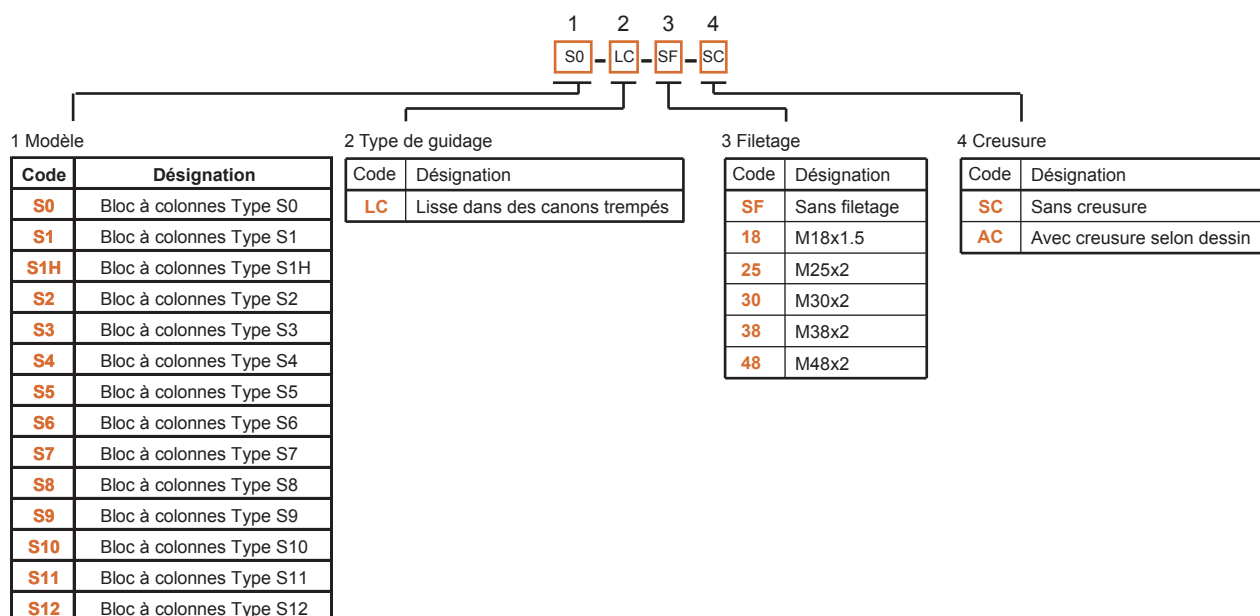 1 2 3 4
S0 - LC - SF - SC
1 Modèle
Code Désignation
S0 Bloc à colonnes Type S0
S1 Bloc à colonnes Type S1
S1H Bloc à colonnes Type S1H
S2 Bloc à colonnes Type S2
S3 Bloc à colonnes Type S3
S4 Bloc à colonnes Type S4
S5 Bloc à colonnes Type S5
S6 Bloc à colonnes Type S6
S7 Bloc à colonnes Type S7
S8 Bloc à colonnes Type S8
S9 Bloc à colonnes Type S9
S10 Bloc à colonnes Type S10
S11 Bloc à colonnes Type S11
S12 Bloc à colonnes Type S12
2 Type de guidage
Code Désignation
LC Lisse dans des canons trempés
3 Filetage
Code Désignation
SF Sans filetage
18 M18x1.5
25 M25x2
30 M30x2
38 M38x2
48 M48x2
4 Creusure
Code Désignation
SC Sans creusure
AC Avec creusure selon dessin